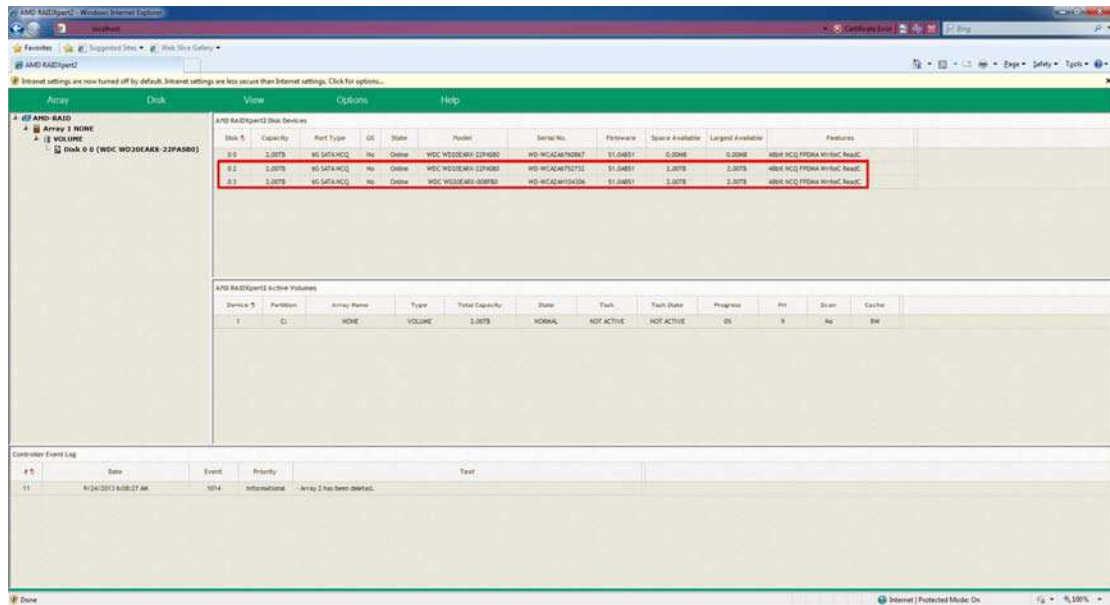 AMD RAIDXpert2 - Windows Internet Explorer
localhost
Certificate Error
Bing
Favorites Suggested Sites Web Slice Gallery
AMD RAIDXpert2
Page Safety Tools
Intranet settings are now turned off by default. Intranet settings are less secure than Internet settings. Click for options...
Array Disk View Options Help
AMD-RAID
Array 1 NONE
VOLUME
Disk 0 0 (WDC WD20EARX-22PASB0)
AMD RAIDXpert2 Disk Devices
Disk Capacity Port Type GS State Model Serial No. Firmware Space Available Largest Available Features
0 0 2.00TB 6G SATA NCQ No Online WDC 51.0AB51 0.00MB 0.00MB 48bit NCQ FPDMA WriteC ReadC
0 2 2.00TB 6G SATA NCQ No Online WDC 51.0AB51 2.00TB 2.00TB 48bit NCQ FPDMA WriteC ReadC
0 3 2.00TB 6G SATA NCQ No Online WDC 51.0AB51 2.00TB 2.00TB 48bit NCQ FPDMA WriteC ReadC
AMD RAIDXpert2 Active Volumes
Device Partition Array Name Type Total Capacity State Task Task State Progress Pri Scan Cache
1 C: NONE VOLUME 2.00TB NORMAL NOT ACTIVE NOT ACTIVE 0% 9 No RW
Controller Event Log
# Date Event Priority Text
11 9/24/2013 6:08:27 AM 1014 Informational - Array 2 has been deleted.
Done
Internet | Protected Mode: On
100%